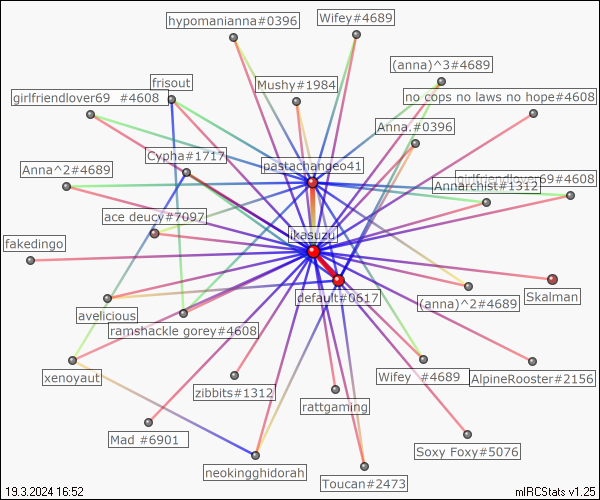 hypomanianna#0396
Wifey#4689
(anna)^3#4689
frisout
Mushy#1984
girlfriendlover69  #4608
no cops no laws no hope#4608
Anna.#0396
Cypha#1717
pastachangeo41
Anna^2#4689
girlfriendlover69#4608
Annarchist#1312
ace deucy#7097
ikasuzu
fakedingo
default#0617
Skalman
(anna)^2#4689
avelicious
ramshackle gorey#4608
xenoyaut
Wifey  #4689
AlpineRooster#2156
zibbits#1312
rattgaming
Mad #6901
Soxy Foxy#5076
neokingghidorah
Toucan#2473
19.3.2024 16:52
mIRCStats v1.25